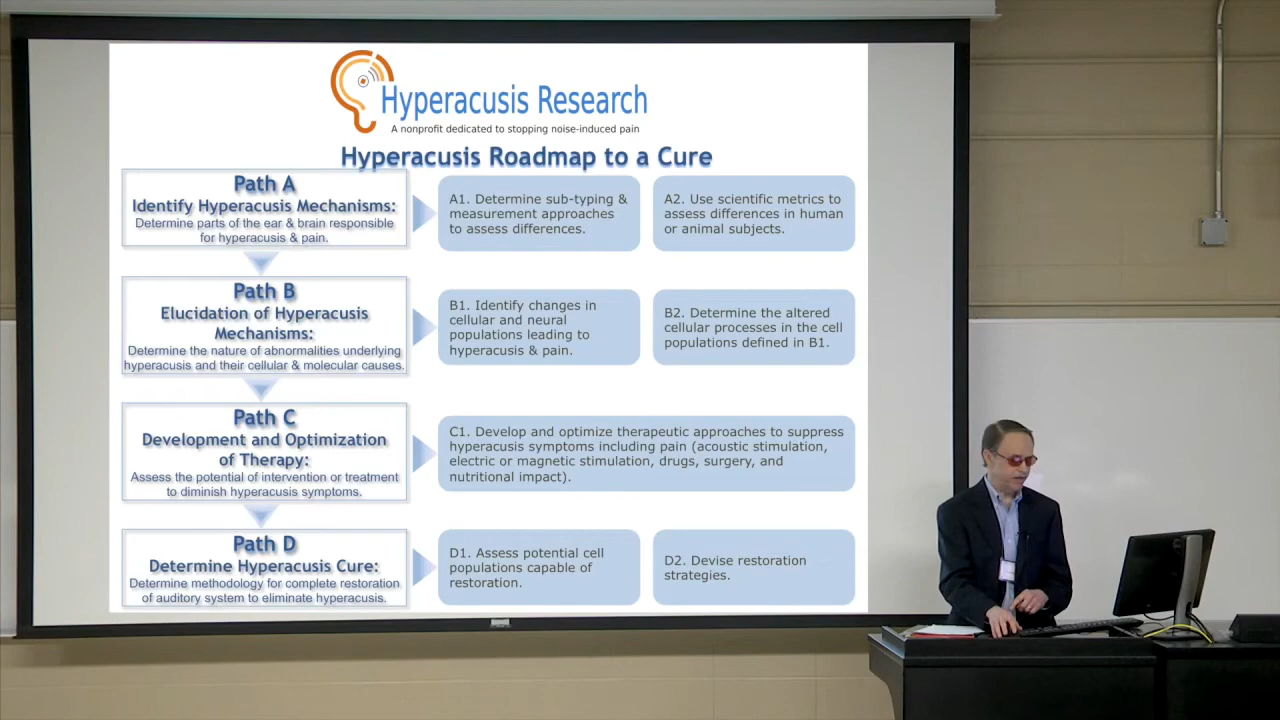 Hyperacusis Research
A nonprofit dedicated to stopping noise-induced pain
Hyperacusis Roadmap to a Cure
Path A
Identify Hyperacusis Mechanisms:
Determine parts of the ear & brain responsible
for hyperacusis & pain.
A1. Determine sub-typing &
measurement approaches
to assess differences.
A2. Use scientific metrics to
assess differences in human
or animal subjects.
Path B
Elucidation of Hyperacusis
Mechanisms:
Determine the nature of abnormalities underlying
hyperacusis and their cellular & molecular causes.
B1. Identify changes in
cellular and neural
populations leading to
hyperacusis & pain.
B2. Determine the altered
cellular processes in the cell
populations defined in B1.
Path C
Development and Optimization
of Therapy:
Assess the potential of intervention or treatment
to diminish hyperacusis symptoms.
C1. Develop and optimize therapeutic approaches to suppress
hyperacusis symptoms including pain (acoustic stimulation,
electric or magnetic stimulation, drugs, surgery, and
nutritional impact).
Path D
Determine Hyperacusis Cure:
Determine methodology for complete restoration
of auditory system to eliminate hyperacusis.
D1. Assess potential cell
populations capable of
restoration.
D2. Devise restoration
strategies.